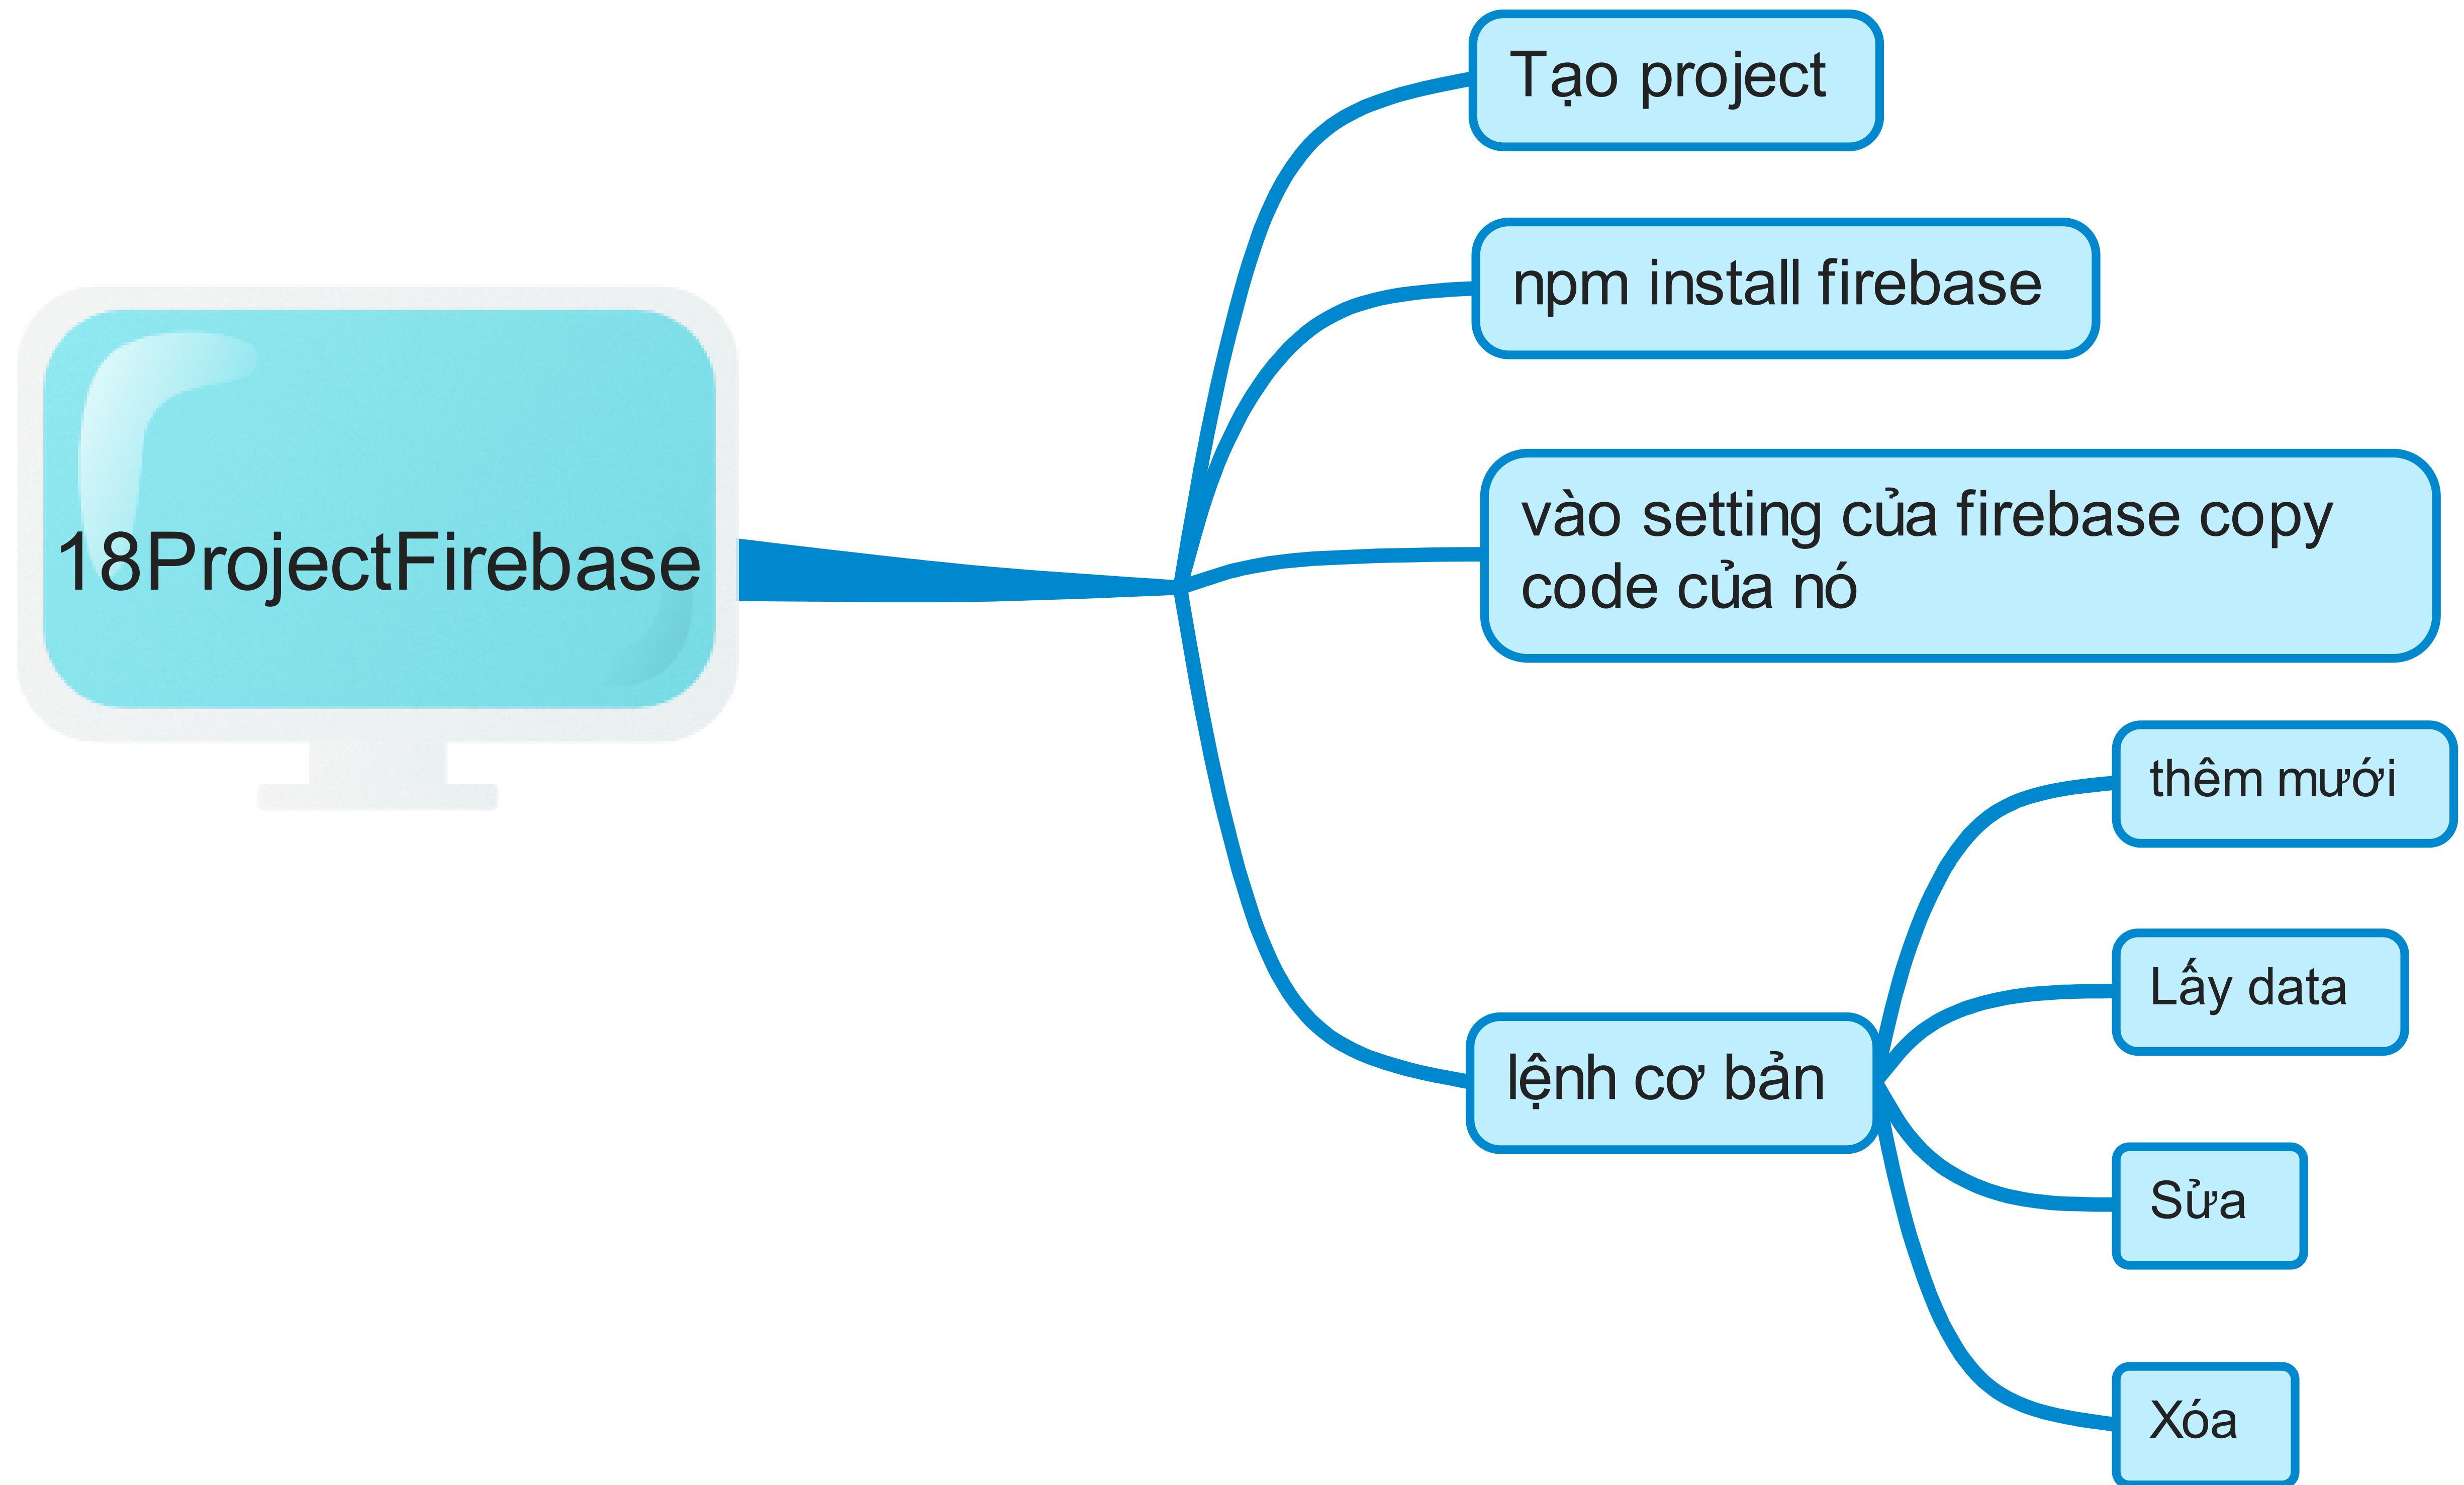 18ProjectFirebase
Tạo project
npm install firebase
vào setting của firebase copy
code của nó
lệnh cơ bản
thêm mưới
Lấy data
Sửa
Xóa